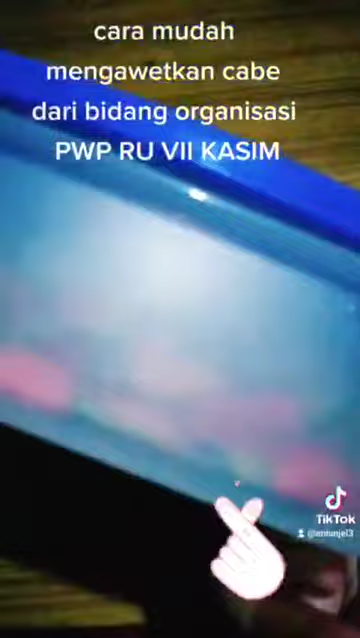 cara mudah
mengawetkan cabe
dari bidang organisasi
PWP RU VII KASIM
TikTok